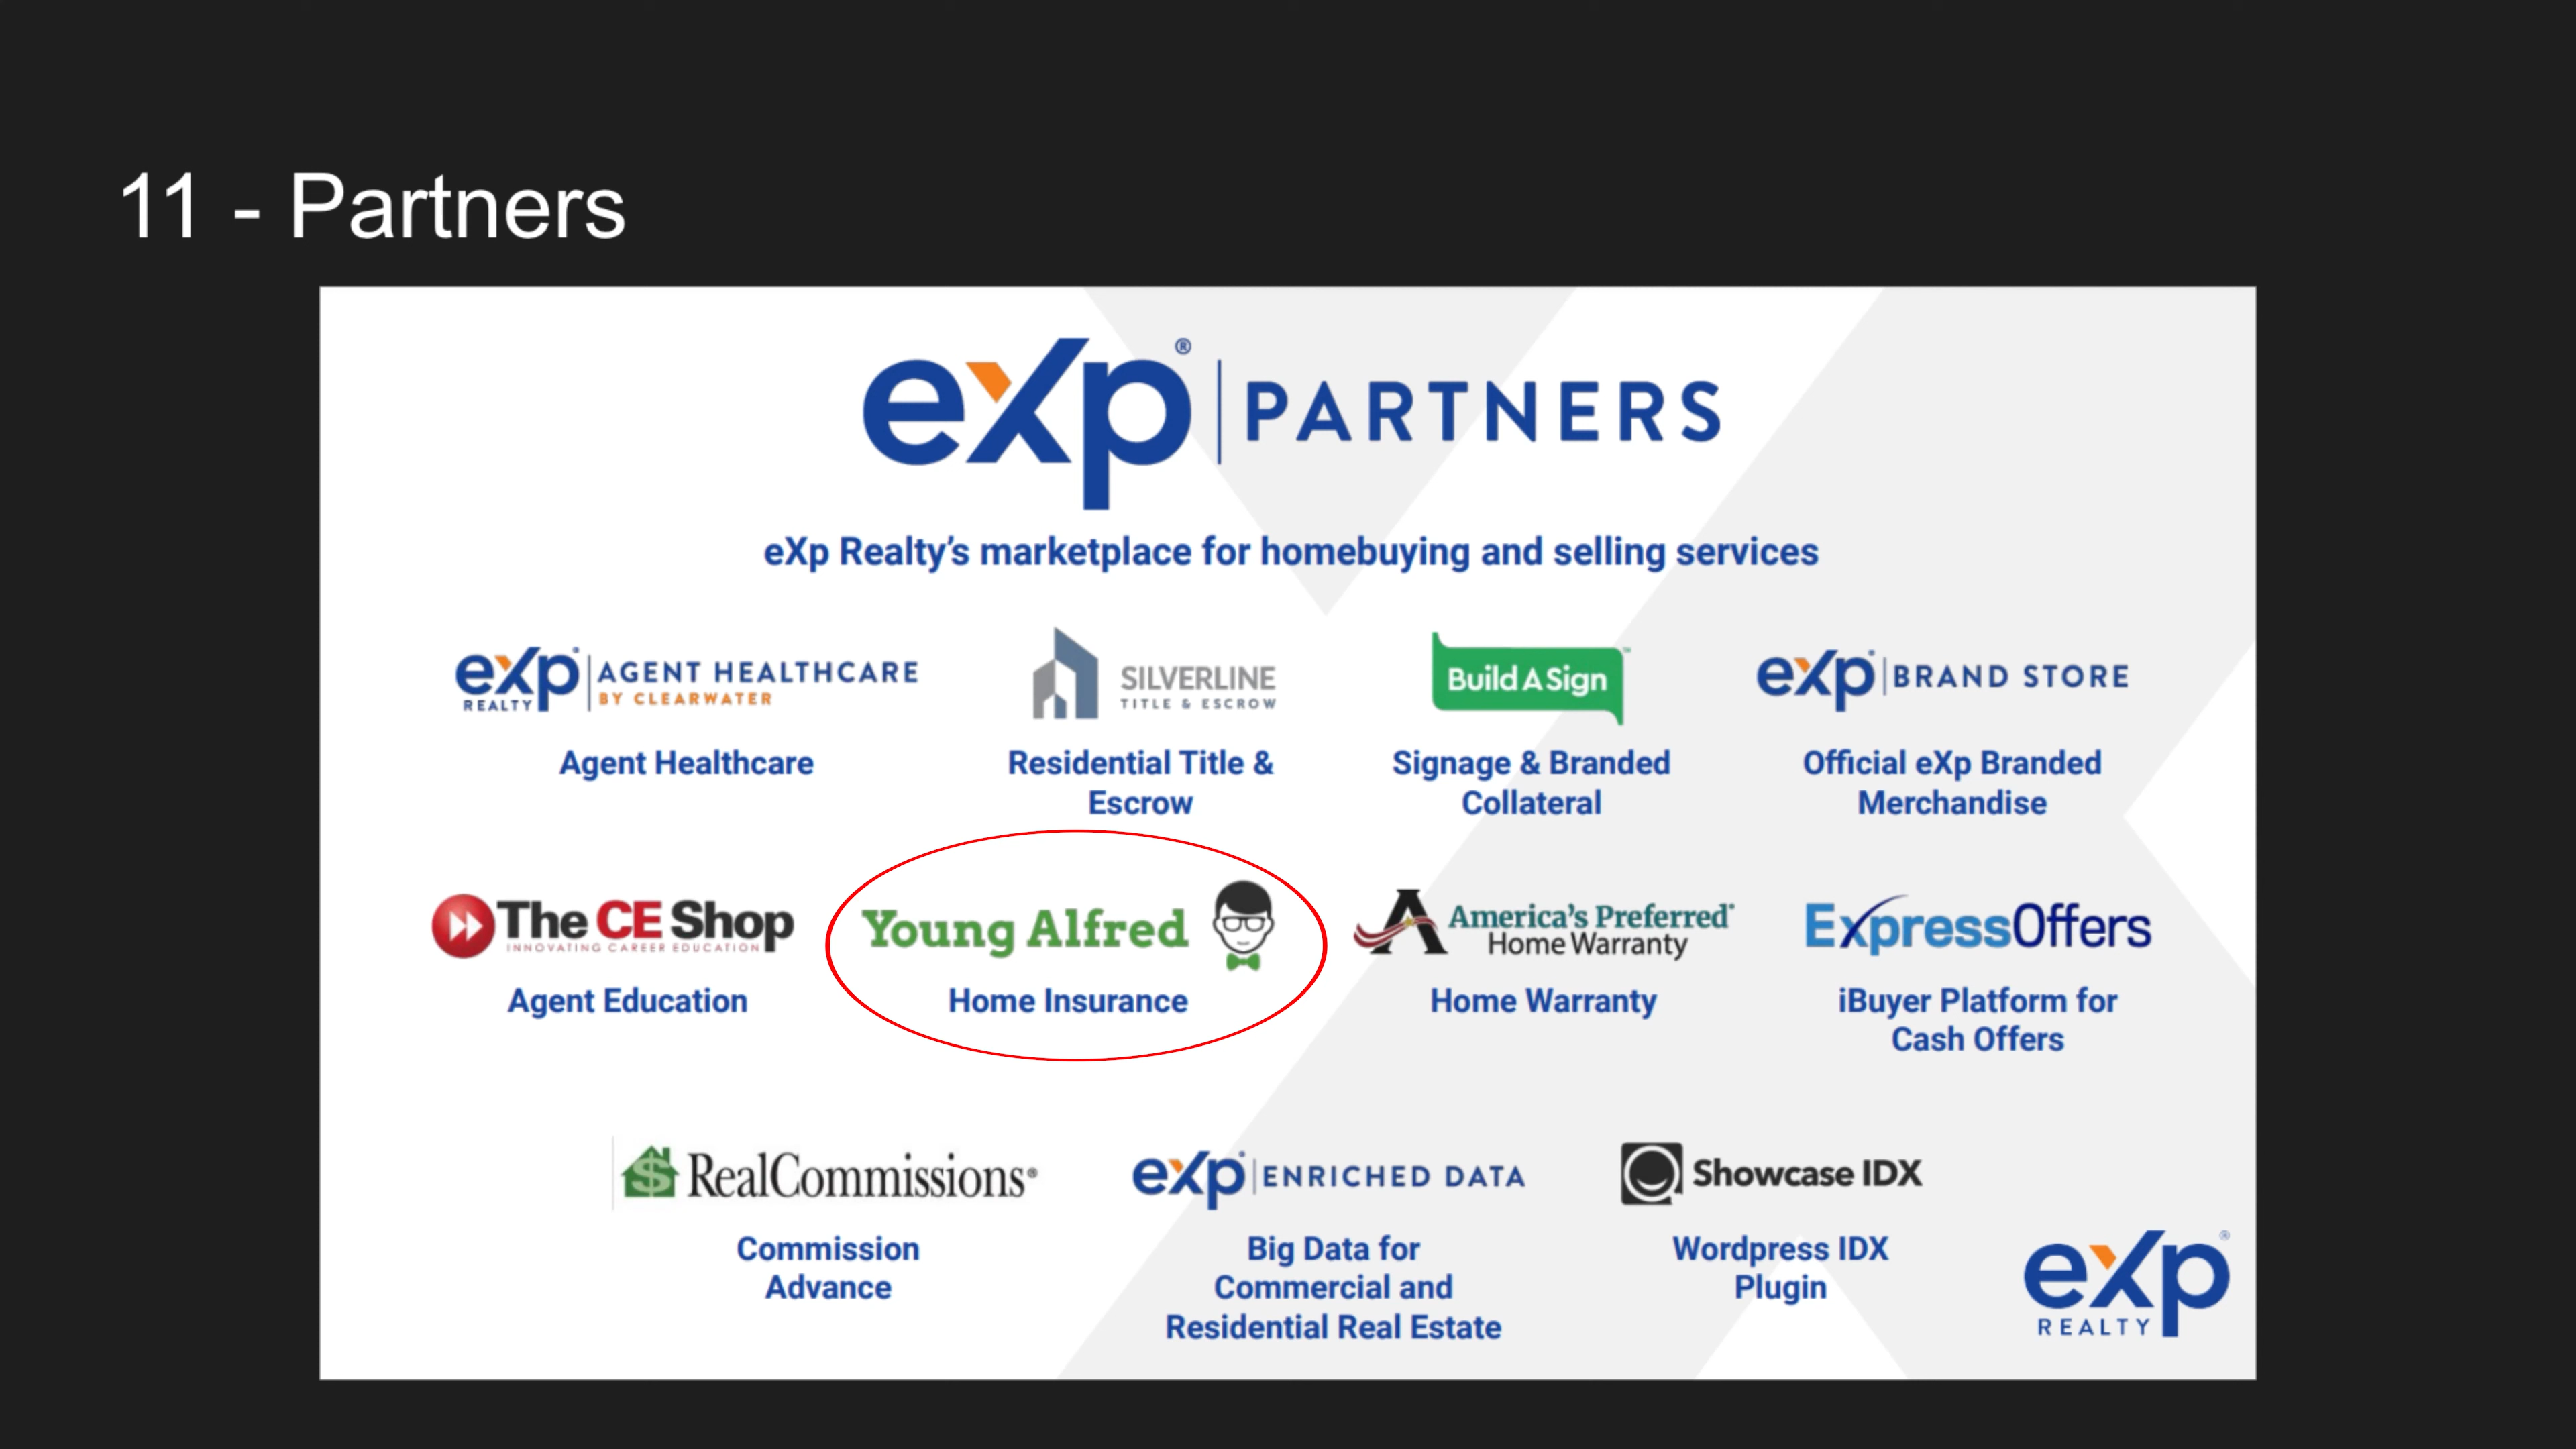 11 - Partners
eXp® | PARTNERS
eXp Realty's marketplace for homebuying and selling services
eXp® REALTY | AGENT HEALTHCARE
BY CLEARWATER
Agent Healthcare
SILVERLINE
TITLE & ESCROW
Residential Title &
Escrow
Build A Sign™
Signage & Branded
Collateral
eXp® | BRAND STORE
Official eXp Branded
Merchandise
The CE Shop
INNOVATING CAREER EDUCATION
Agent Education
Young Alfred
Home Insurance
America's Preferred®
Home Warranty
Home Warranty
ExpressOffers
iBuyer Platform for
Cash Offers
RealCommissions®
Commission
Advance
eXp® | ENRICHED DATA
Big Data for
Commercial and
Residential Real Estate
Showcase IDX
Wordpress IDX
Plugin
eXp®
REALTY